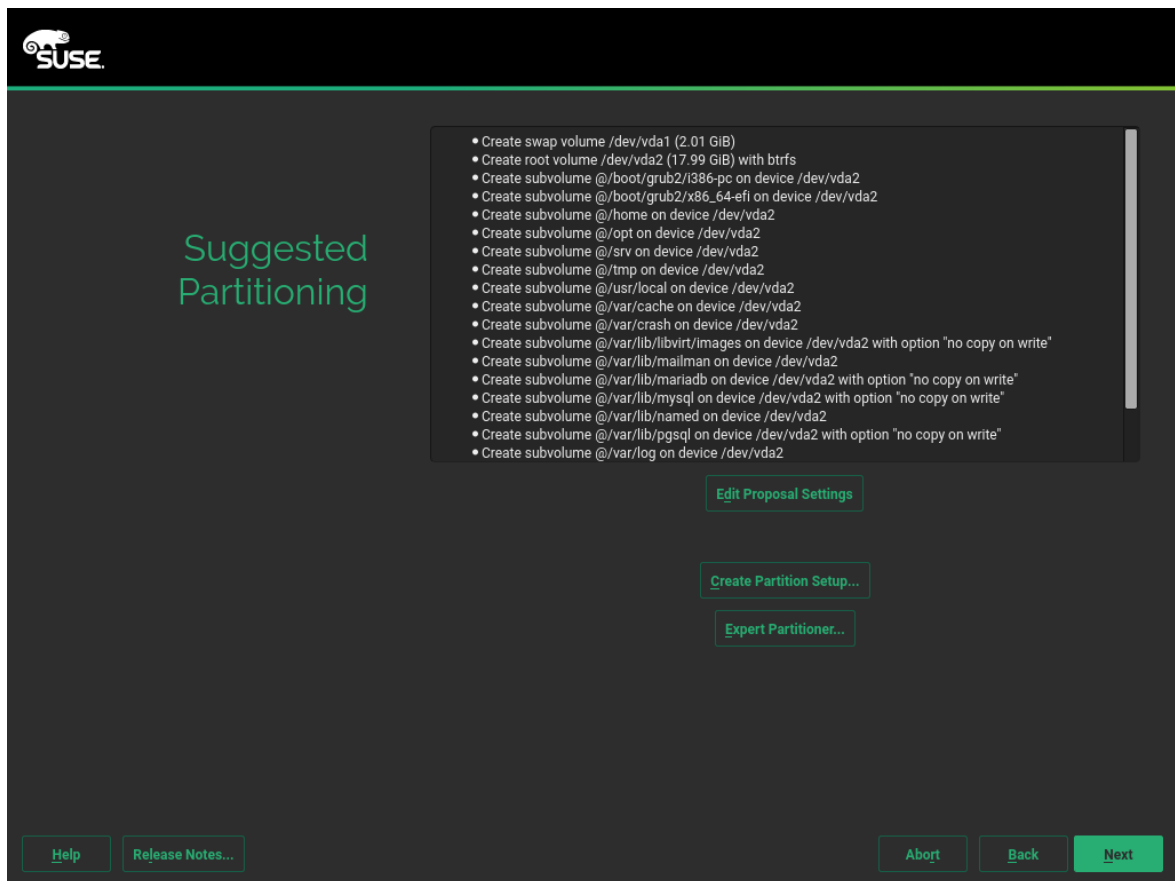 SUSE.
Suggested
Partitioning
• Create swap volume /dev/vda1 (2.01 GiB)
• Create root volume /dev/vda2 (17.99 GiB) with btrfs
• Create subvolume @/boot/grub2/i386-pc on device /dev/vda2
• Create subvolume @/boot/grub2/x86_64-efi on device /dev/vda2
• Create subvolume @/home on device /dev/vda2
• Create subvolume @/opt on device /dev/vda2
• Create subvolume @/srv on device /dev/vda2
• Create subvolume @/tmp on device /dev/vda2
• Create subvolume @/usr/local on device /dev/vda2
• Create subvolume @/var/cache on device /dev/vda2
• Create subvolume @/var/crash on device /dev/vda2
• Create subvolume @/var/lib/libvirt/images on device /dev/vda2 with option "no copy on write"
• Create subvolume @/var/lib/mailman on device /dev/vda2
• Create subvolume @/var/lib/mariadb on device /dev/vda2 with option "no copy on write"
• Create subvolume @/var/lib/mysql on device /dev/vda2 with option "no copy on write"
• Create subvolume @/var/lib/named on device /dev/vda2
• Create subvolume @/var/lib/pgsql on device /dev/vda2 with option "no copy on write"
• Create subvolume @/var/log on device /dev/vda2
Edit Proposal Settings
Create Partition Setup...
Expert Partitioner...
Help
Release Notes...
Abort
Back
Next